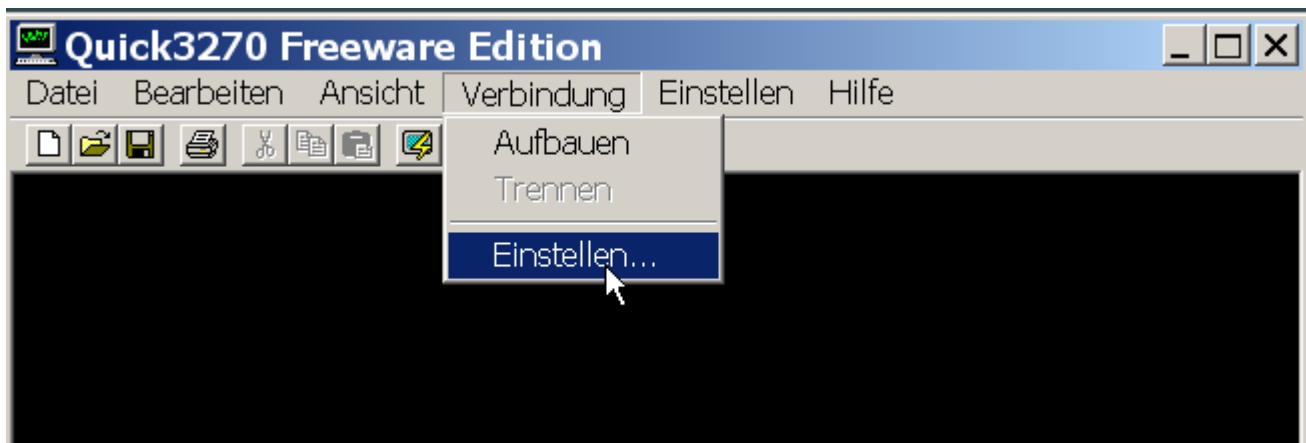 Quick3270 Freeware Edition
Datei Bearbeiten Ansicht Verbindung Einstellen Hilfe
Aufbauen
Trennen
Einstellen...